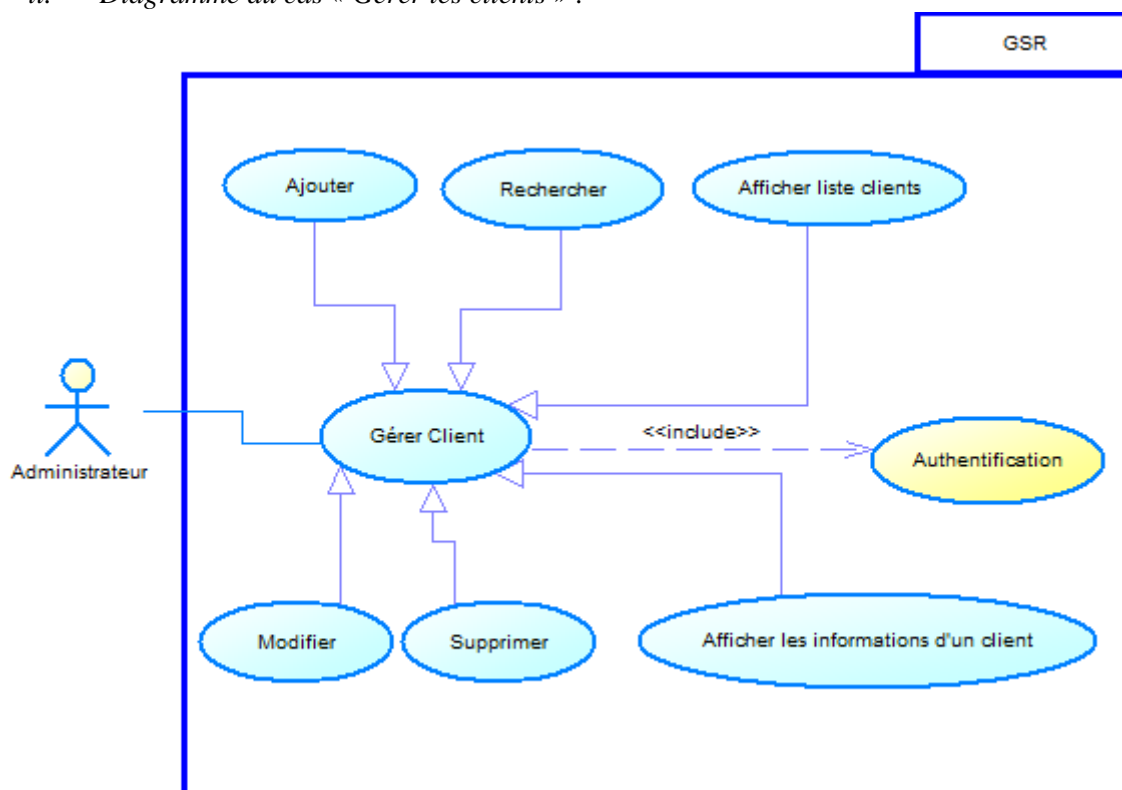 ii. Diagramme du cas « Gérer les clients » :
GSR
Ajouter
Rechercher
Afficher liste clients
Gérer Client
<<include>>
Authentification
Administrateur
Modifier
Supprimer
Afficher les informations d'un client